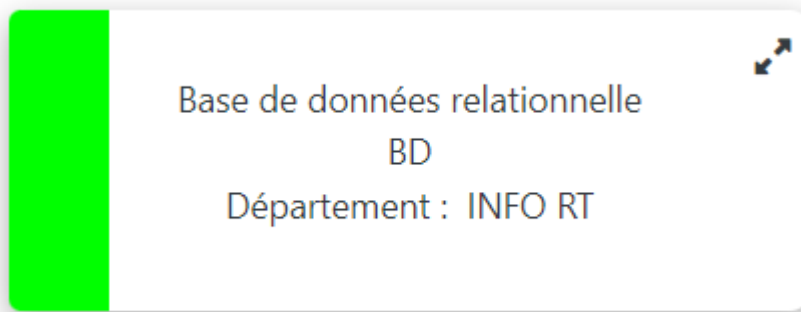 Base de données relationnelle
BD
Département : INFO RT